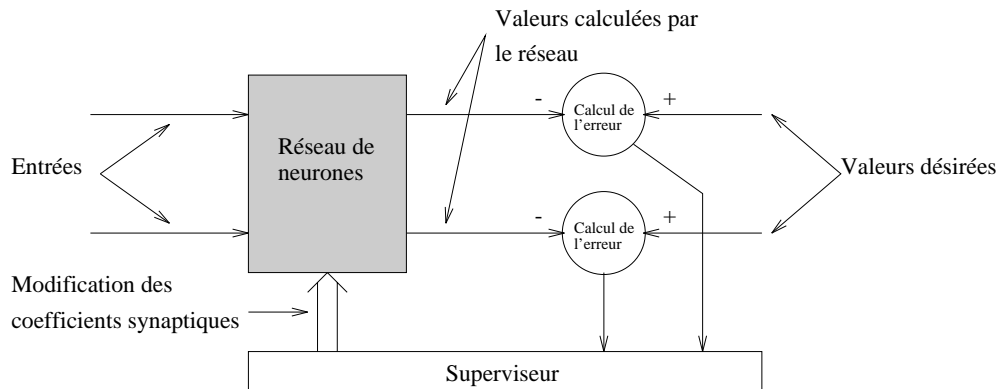 Valeurs calculées par
le réseau
-
+
Calcul de
l'erreur
Entrées
Réseau de
neurones
Valeurs désirées
-
+
Calcul de
l'erreur
Modification des
coefficients synaptiques
Superviseur